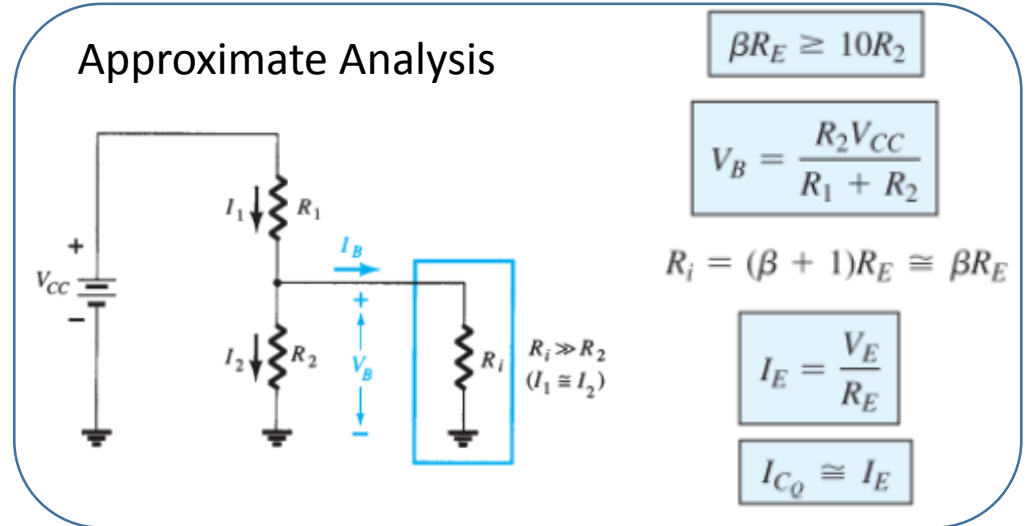 Approximate Analysis
βR_E ≥ 10R_2
V_B = R_2V_CC / R_1 + R_2
R_i = (β + 1)R_E ≅ βR_E
I_E = V_E / R_E
I_CQ ≅ I_E
I_1
R_1
I_B
+
V_CC
−
+
V_B
−
I_2
R_2
R_i
R_i ≫ R_2
(I_1 ≅ I_2)